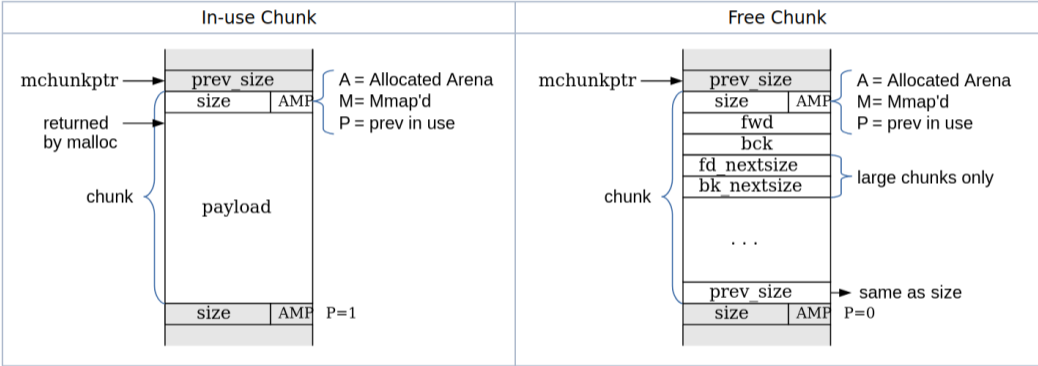 In-use Chunk
mchunkptr
prev_size
A = Allocated Arena
size
AMP
M= Mmap'd
returned
by malloc
P = prev in use
chunk
payload
size
AMP
P=1
Free Chunk
mchunkptr
prev_size
A = Allocated Arena
size
AMP
M= Mmap'd
fwd
P = prev in use
bck
fd_nextsize
bk_nextsize
large chunks only
chunk
. . .
prev_size
same as size
size
AMP
P=0